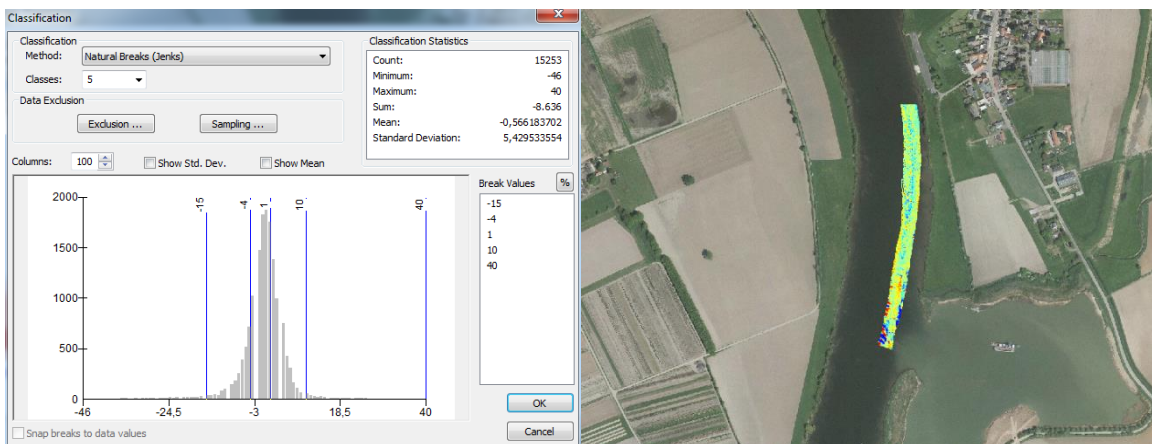 Classification
Classification
Method: Natural Breaks (Jenks)
Classes: 5
Data Exclusion
Exclusion ...
Sampling ...
Classification Statistics
Count: 15253
Minimum: -46
Maximum: 40
Sum: -8.636
Mean: -0,566183702
Standard Deviation: 5,429533554
Columns: 100
Show Std. Dev.
Show Mean
Break Values %
-15
-4
1
10
40
2000
1500
1000
500
0
-15
-4
1
10
40
-46 -24,5 -3 18,5 40
OK
Snap breaks to data values
Cancel